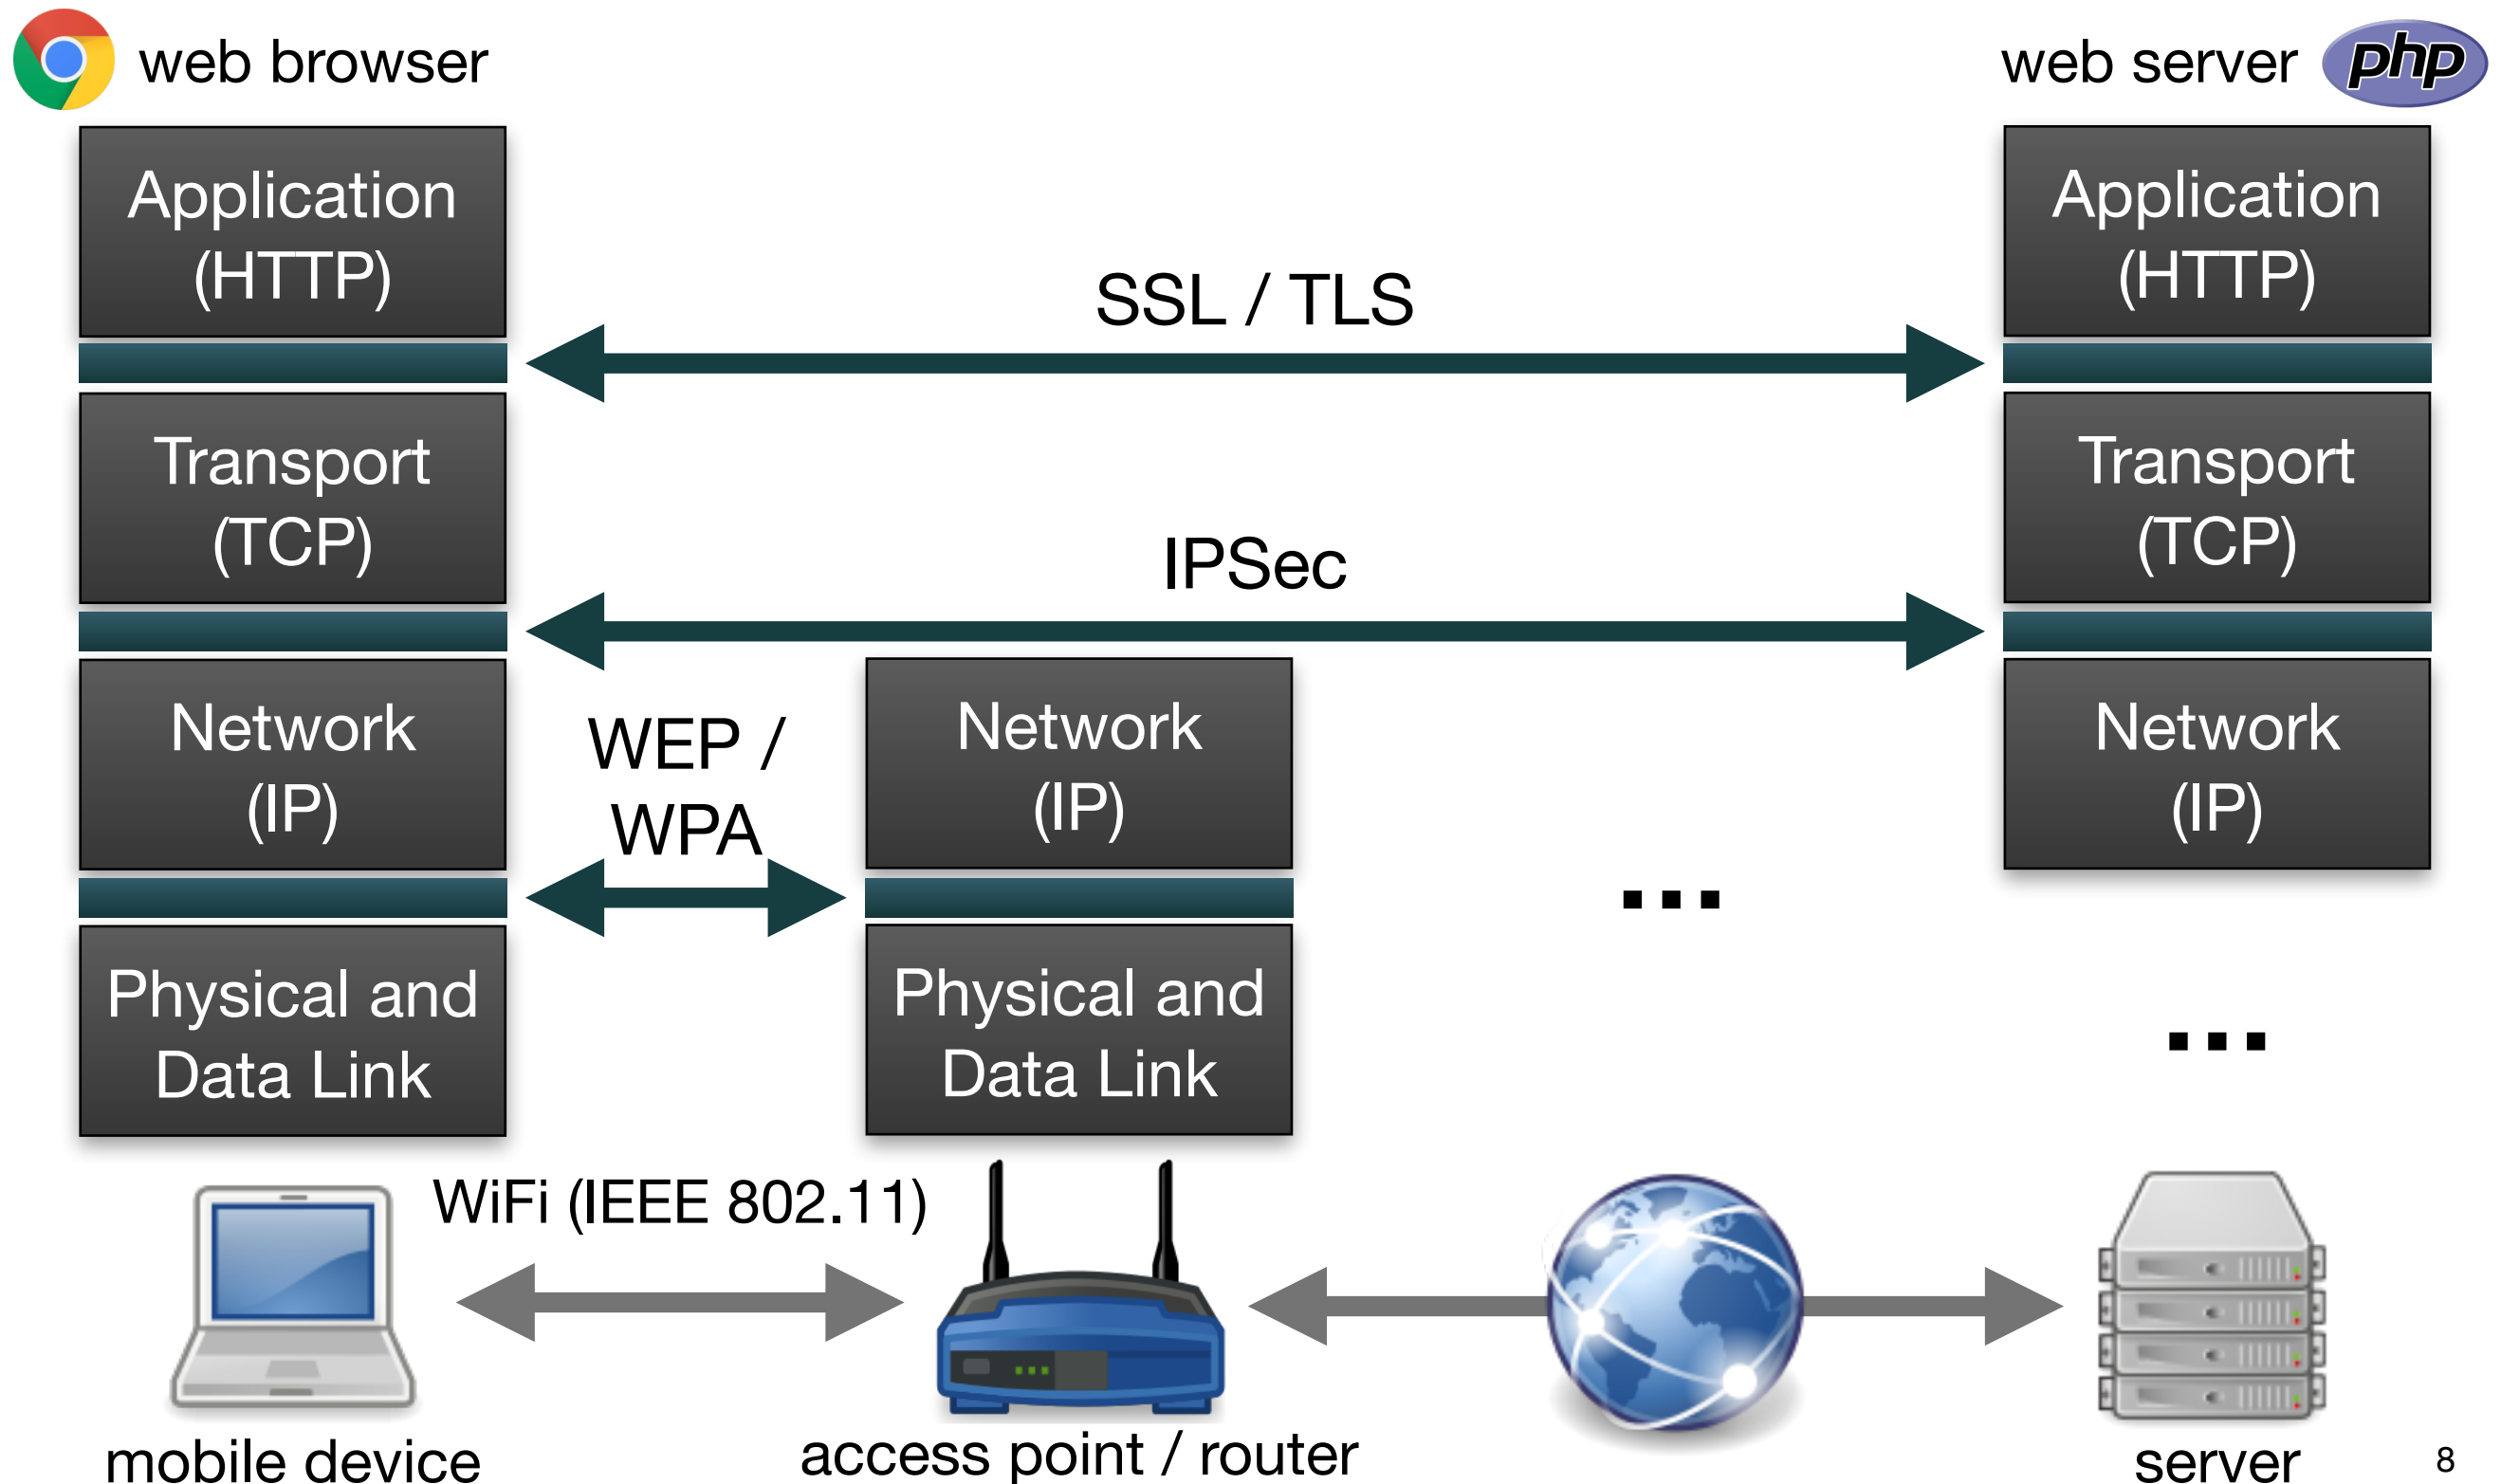 web browser
web server
php
Application
(HTTP)
SSL / TLS
Application
(HTTP)
Transport
(TCP)
IPSec
Transport
(TCP)
Network
(IP)
WEP /
WPA
Network
(IP)
Network
(IP)
...
Physical and
Data Link
Physical and
Data Link
...
WiFi (IEEE 802.11)
mobile device
access point / router
server
8